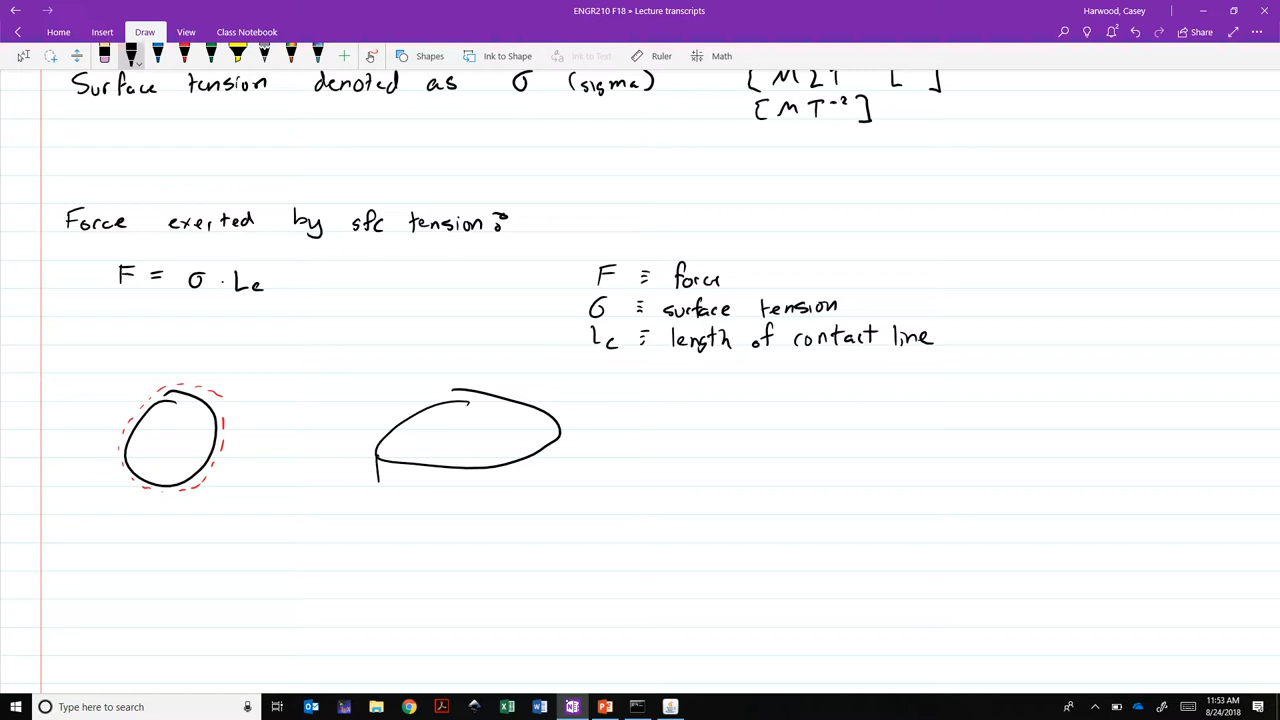 ENGR210 F18 » Lecture transcripts
Harwood, Casey
Home Insert Draw View Class Notebook
Share
Shapes Ink to Shape Ink to Text Ruler Math
Surface tension denoted as σ (sigma)
[M L T L]
[M T⁻²]
Force exerted by sfc tension:
F = σ · Lc
F ≡ force
σ ≡ surface tension
Lc ≡ length of contact line
Type here to search
11:53 AM
8/24/2018
2